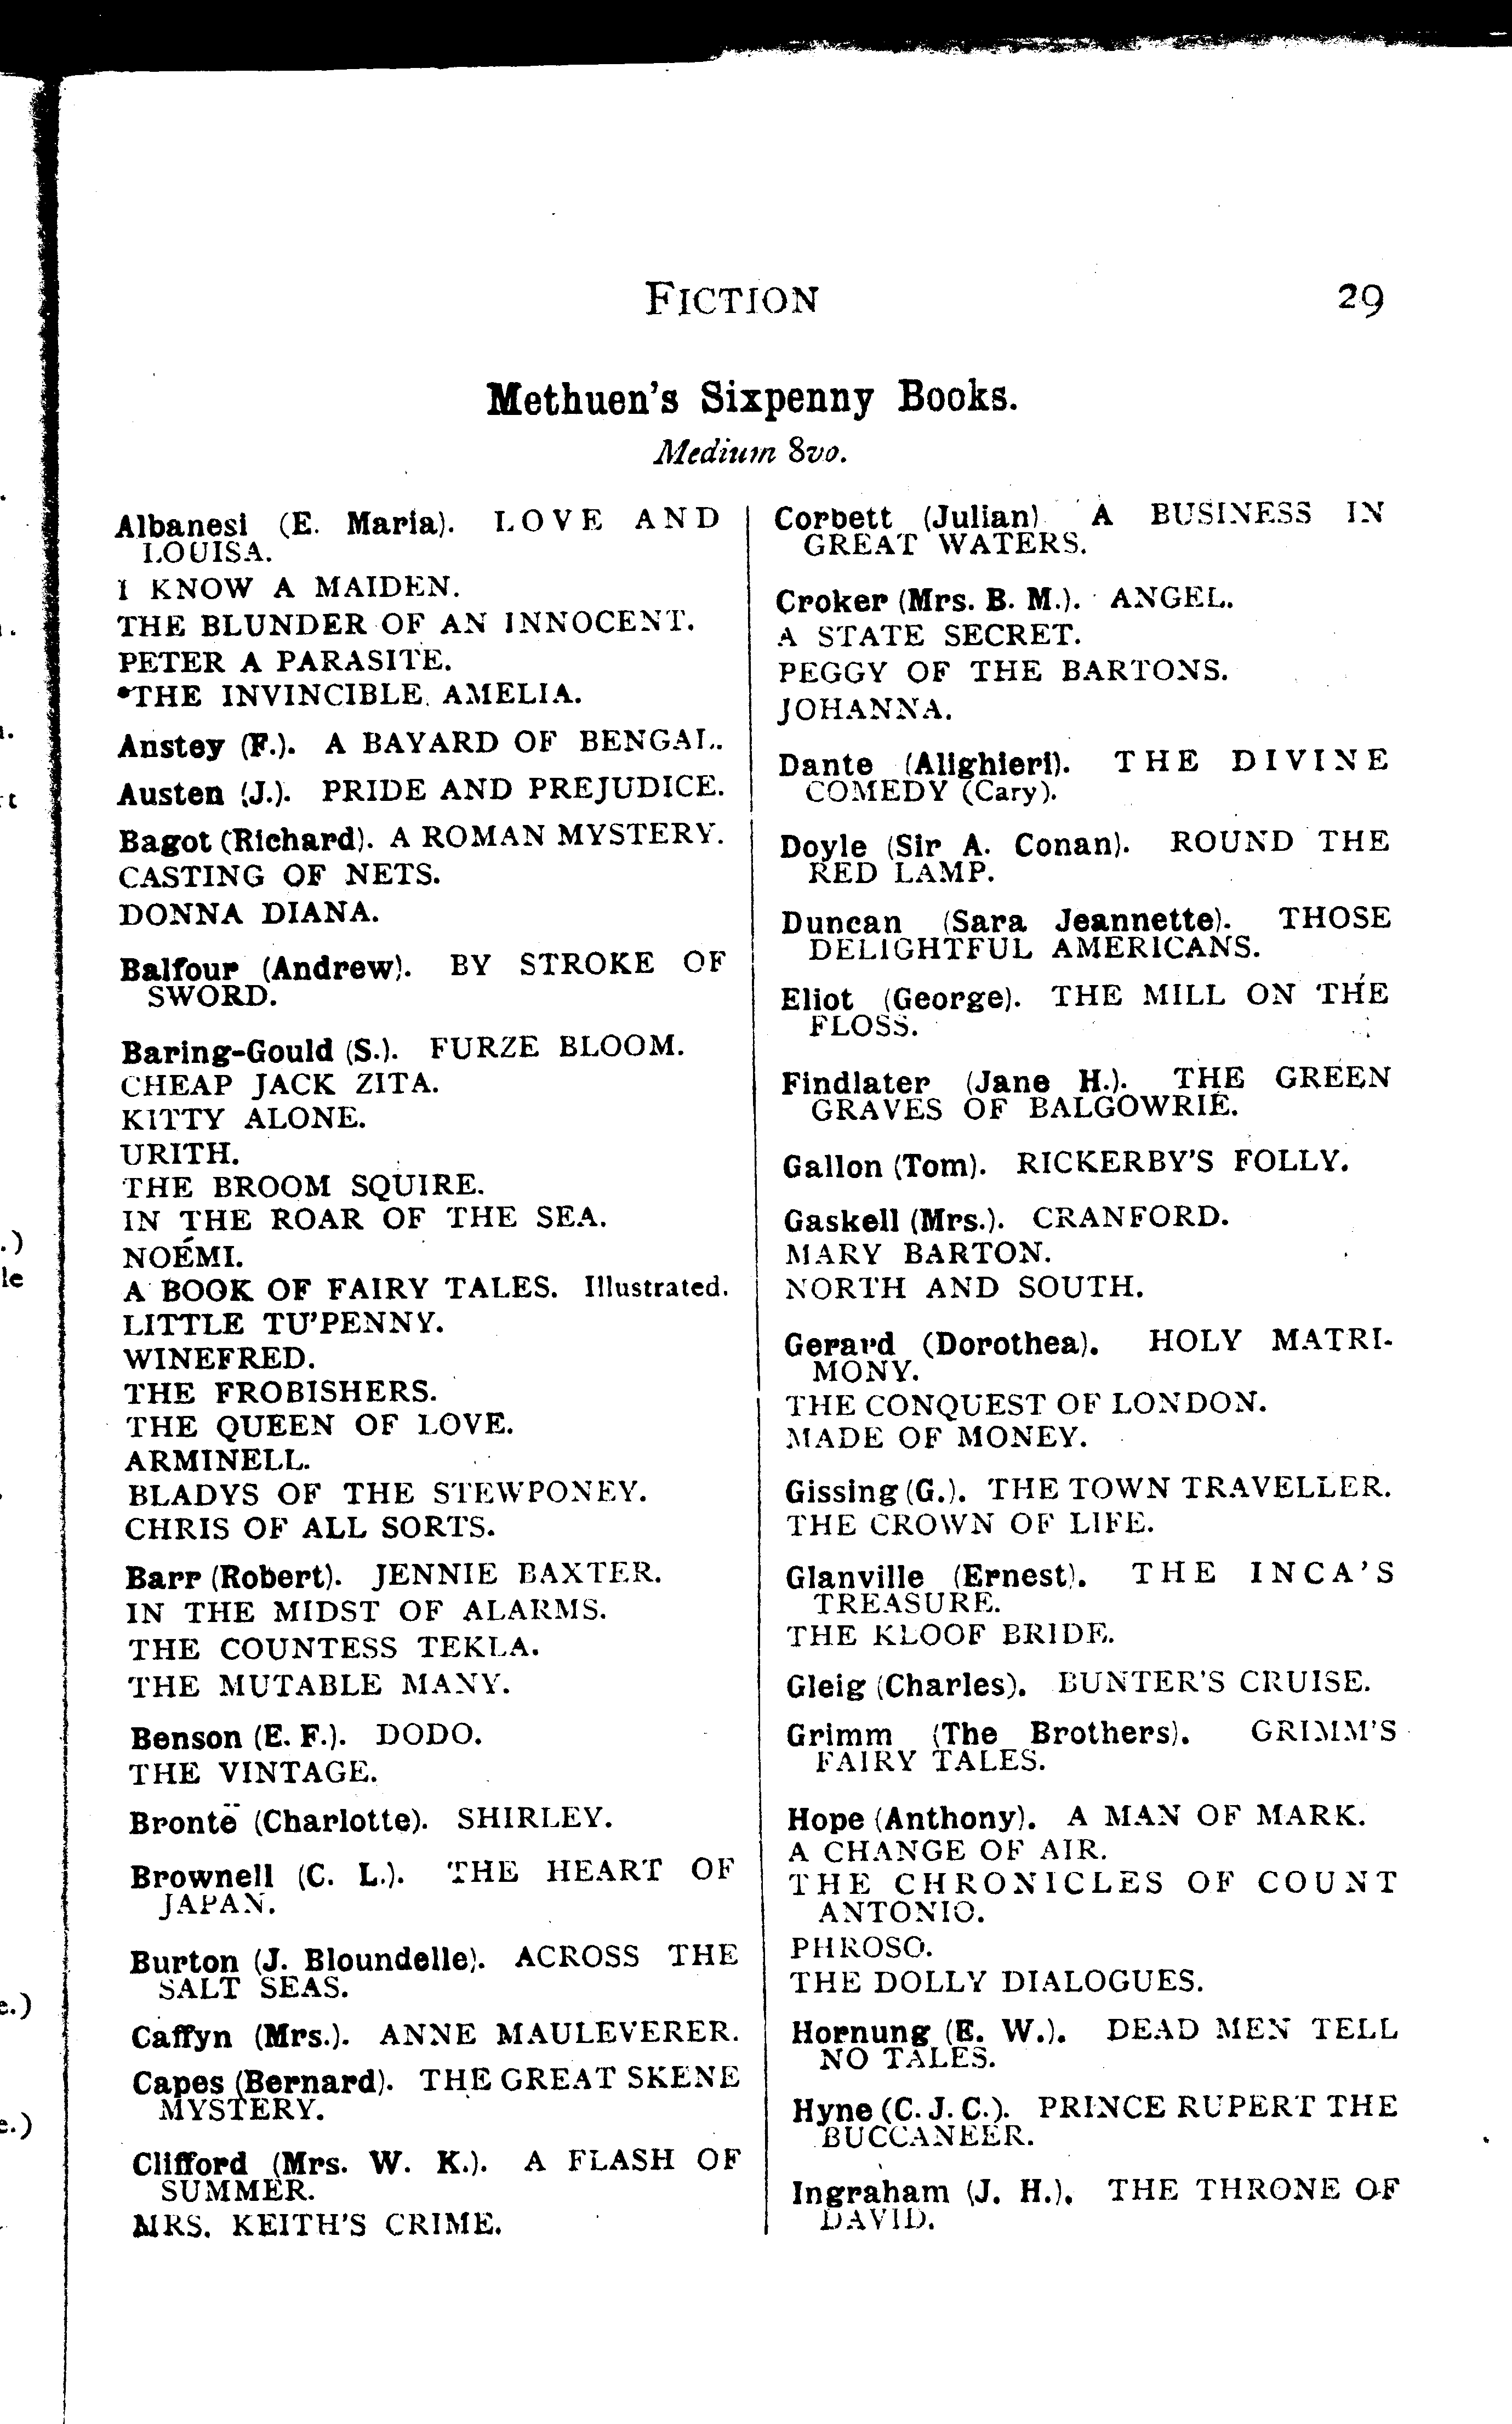 FICTION
29
Methuen's Sixpenny Books.
Medium 8vo.
Albanesi (E. Maria). LOVE AND
LOUISA.
I KNOW A MAIDEN.
THE BLUNDER OF AN INNOCENT.
PETER A PARASITE.
*THE INVINCIBLE AMELIA.
Anstey (F.). A BAYARD OF BENGAL.
Austen (J.). PRIDE AND PREJUDICE.
Bagot (Richard). A ROMAN MYSTERY.
CASTING OF NETS.
DONNA DIANA.
Balfour (Andrew). BY STROKE OF
SWORD.
Baring-Gould (S.). FURZE BLOOM.
CHEAP JACK ZITA.
KITTY ALONE.
URITH.
THE BROOM SQUIRE.
IN THE ROAR OF THE SEA.
NOÉMI.
A BOOK OF FAIRY TALES. Illustrated.
LITTLE TU'PENNY.
WINEFRED.
THE FROBISHERS.
THE QUEEN OF LOVE.
ARMINELL.
BLADYS OF THE STEWPONEY.
CHRIS OF ALL SORTS.
Barr (Robert). JENNIE BAXTER.
IN THE MIDST OF ALARMS.
THE COUNTESS TEKLA.
THE MUTABLE MANY.
Benson (E. F.). DODO.
THE VINTAGE.
Brontë (Charlotte). SHIRLEY.
Brownell (C. L.). THE HEART OF
JAPAN.
Burton (J. Bloundelle). ACROSS THE
SALT SEAS.
Caffyn (Mrs.). ANNE MAULEVERER.
Capes (Bernard). THE GREAT SKENE
MYSTERY.
Clifford (Mrs. W. K.). A FLASH OF
SUMMER.
MRS. KEITH'S CRIME.
Corbett (Julian) A BUSINESS IN
GREAT WATERS.
Croker (Mrs. B. M.). ANGEL.
A STATE SECRET.
PEGGY OF THE BARTONS.
JOHANNA.
Dante (Alighieri). THE DIVINE
COMEDY (Cary).
Doyle (Sir A. Conan). ROUND THE
RED LAMP.
Duncan (Sara Jeannette). THOSE
DELIGHTFUL AMERICANS.
Eliot (George). THE MILL ON THE
FLOSS.
Findlater (Jane H.). THE GREEN
GRAVES OF BALGOWRIE.
Gallon (Tom). RICKERBY'S FOLLY.
Gaskell (Mrs.). CRANFORD.
MARY BARTON.
NORTH AND SOUTH.
Gerard (Dorothea). HOLY MATRI-
MONY.
THE CONQUEST OF LONDON.
MADE OF MONEY.
Gissing (G.). THE TOWN TRAVELLER.
THE CROWN OF LIFE.
Glanville (Ernest). THE INCA'S
TREASURE.
THE KLOOF BRIDE.
Gleig (Charles). BUNTER'S CRUISE.
Grimm (The Brothers). GRIMM'S
FAIRY TALES.
Hope (Anthony). A MAN OF MARK.
A CHANGE OF AIR.
THE CHRONICLES OF COUNT
ANTONIO.
PHROSO.
THE DOLLY DIALOGUES.
Hornung (E. W.). DEAD MEN TELL
NO TALES.
Hyne (C. J. C.). PRINCE RUPERT THE
BUCCANEER.
Ingraham (J. H.). THE THRONE OF
DAVID.